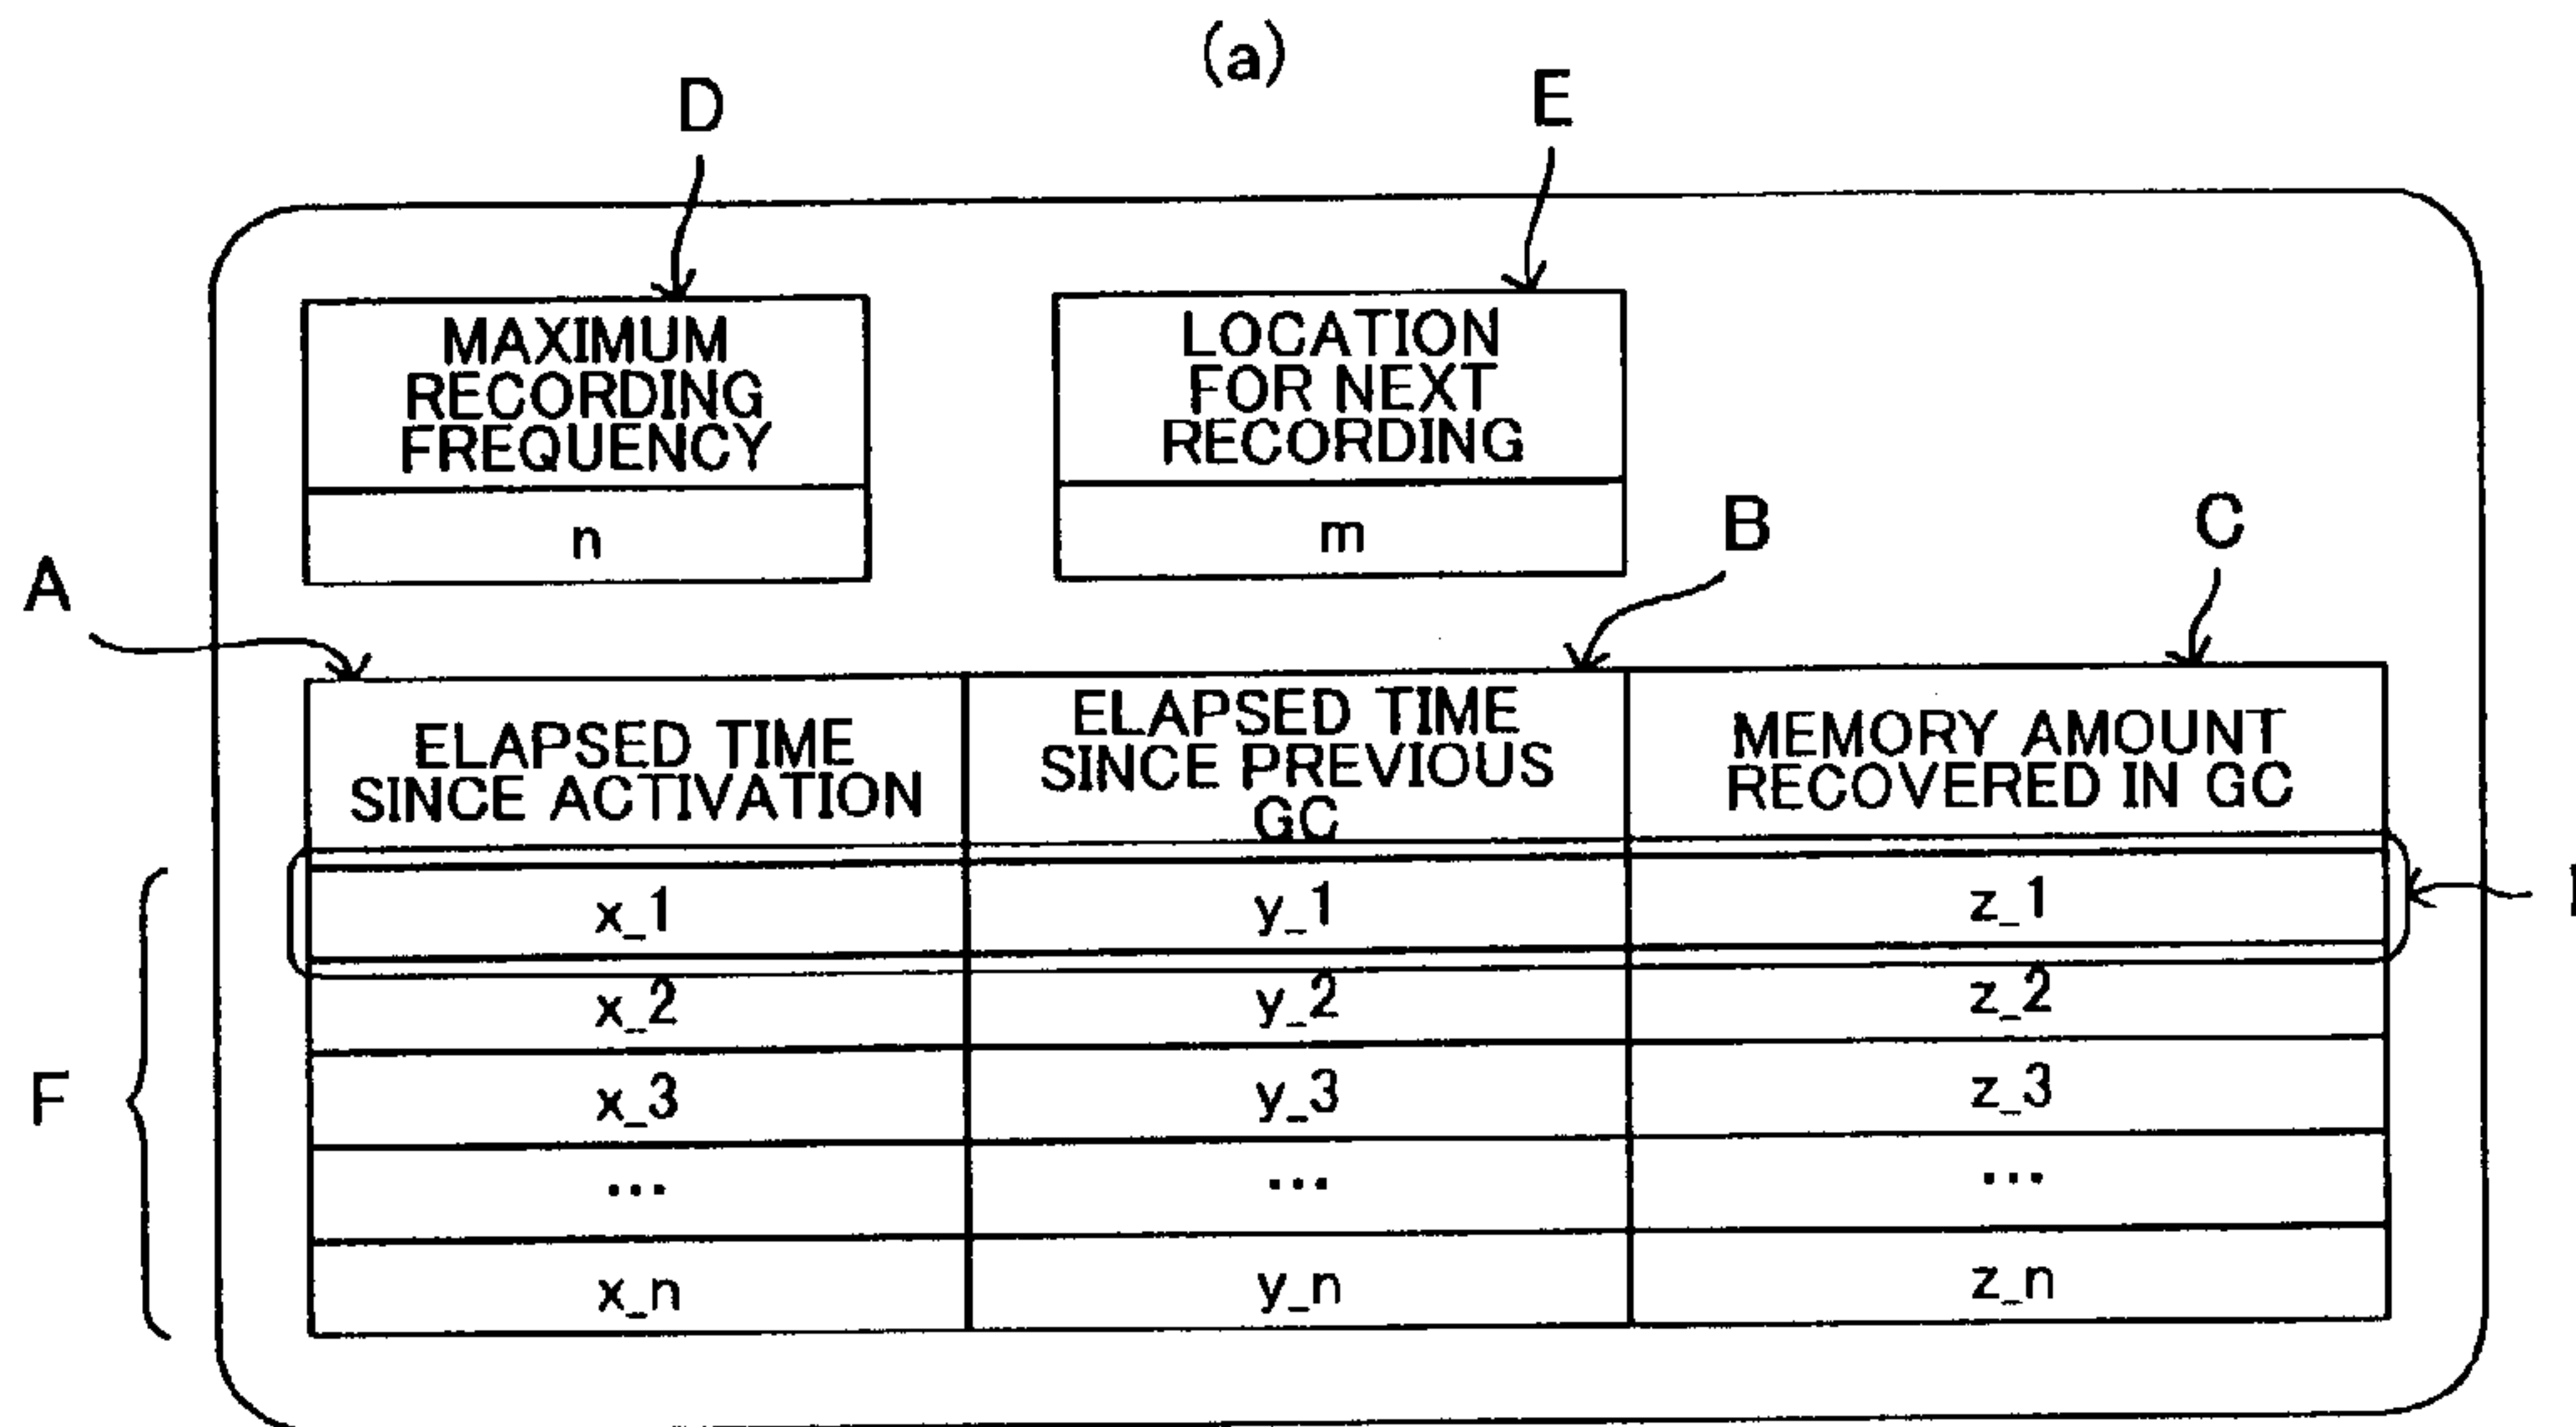 (a)
D
E
MAXIMUM
RECORDING
FREQUENCY
n
LOCATION
FOR NEXT
RECORDING
m
A
B
C
ELAPSED TIME
SINCE ACTIVATION
ELAPSED TIME
SINCE PREVIOUS
GC
MEMORY AMOUNT
RECOVERED IN GC
x_1 y_1 z_1
x_2 y_2 z_2
F
x_3 y_3 z_3
... ... ...
x_n y_n z_n